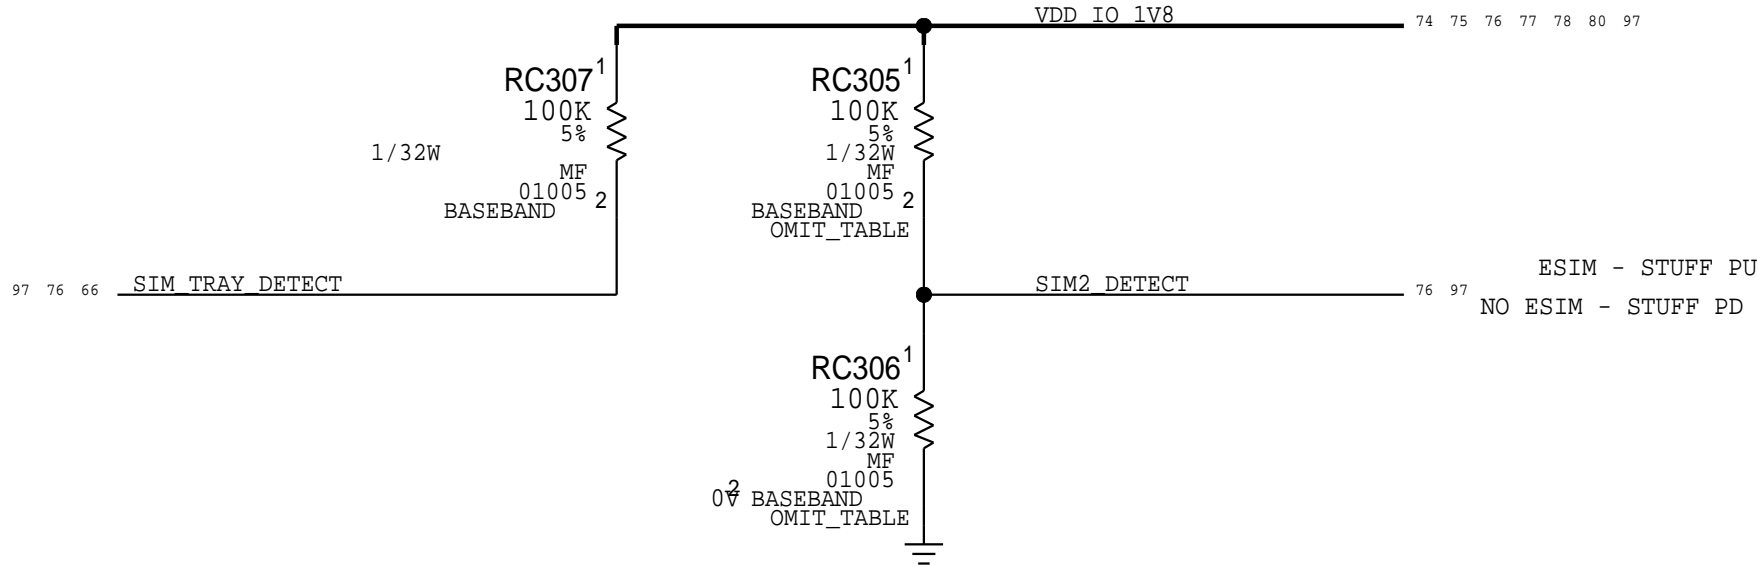 VDD_IO_1V8
74 75 76 77 78 80 97
RC307
1
100K
5%
1/32W
MF
01005
2
BASEBAND
RC305
1
100K
5%
1/32W
MF
01005
2
BASEBAND
OMIT_TABLE
97 76 66
SIM_TRAY_DETECT
SIM2_DETECT
76 97
ESIM - STUFF PU
NO ESIM - STUFF PD
RC306
1
100K
5%
1/32W
MF
01005
2
0V
BASEBAND
OMIT_TABLE